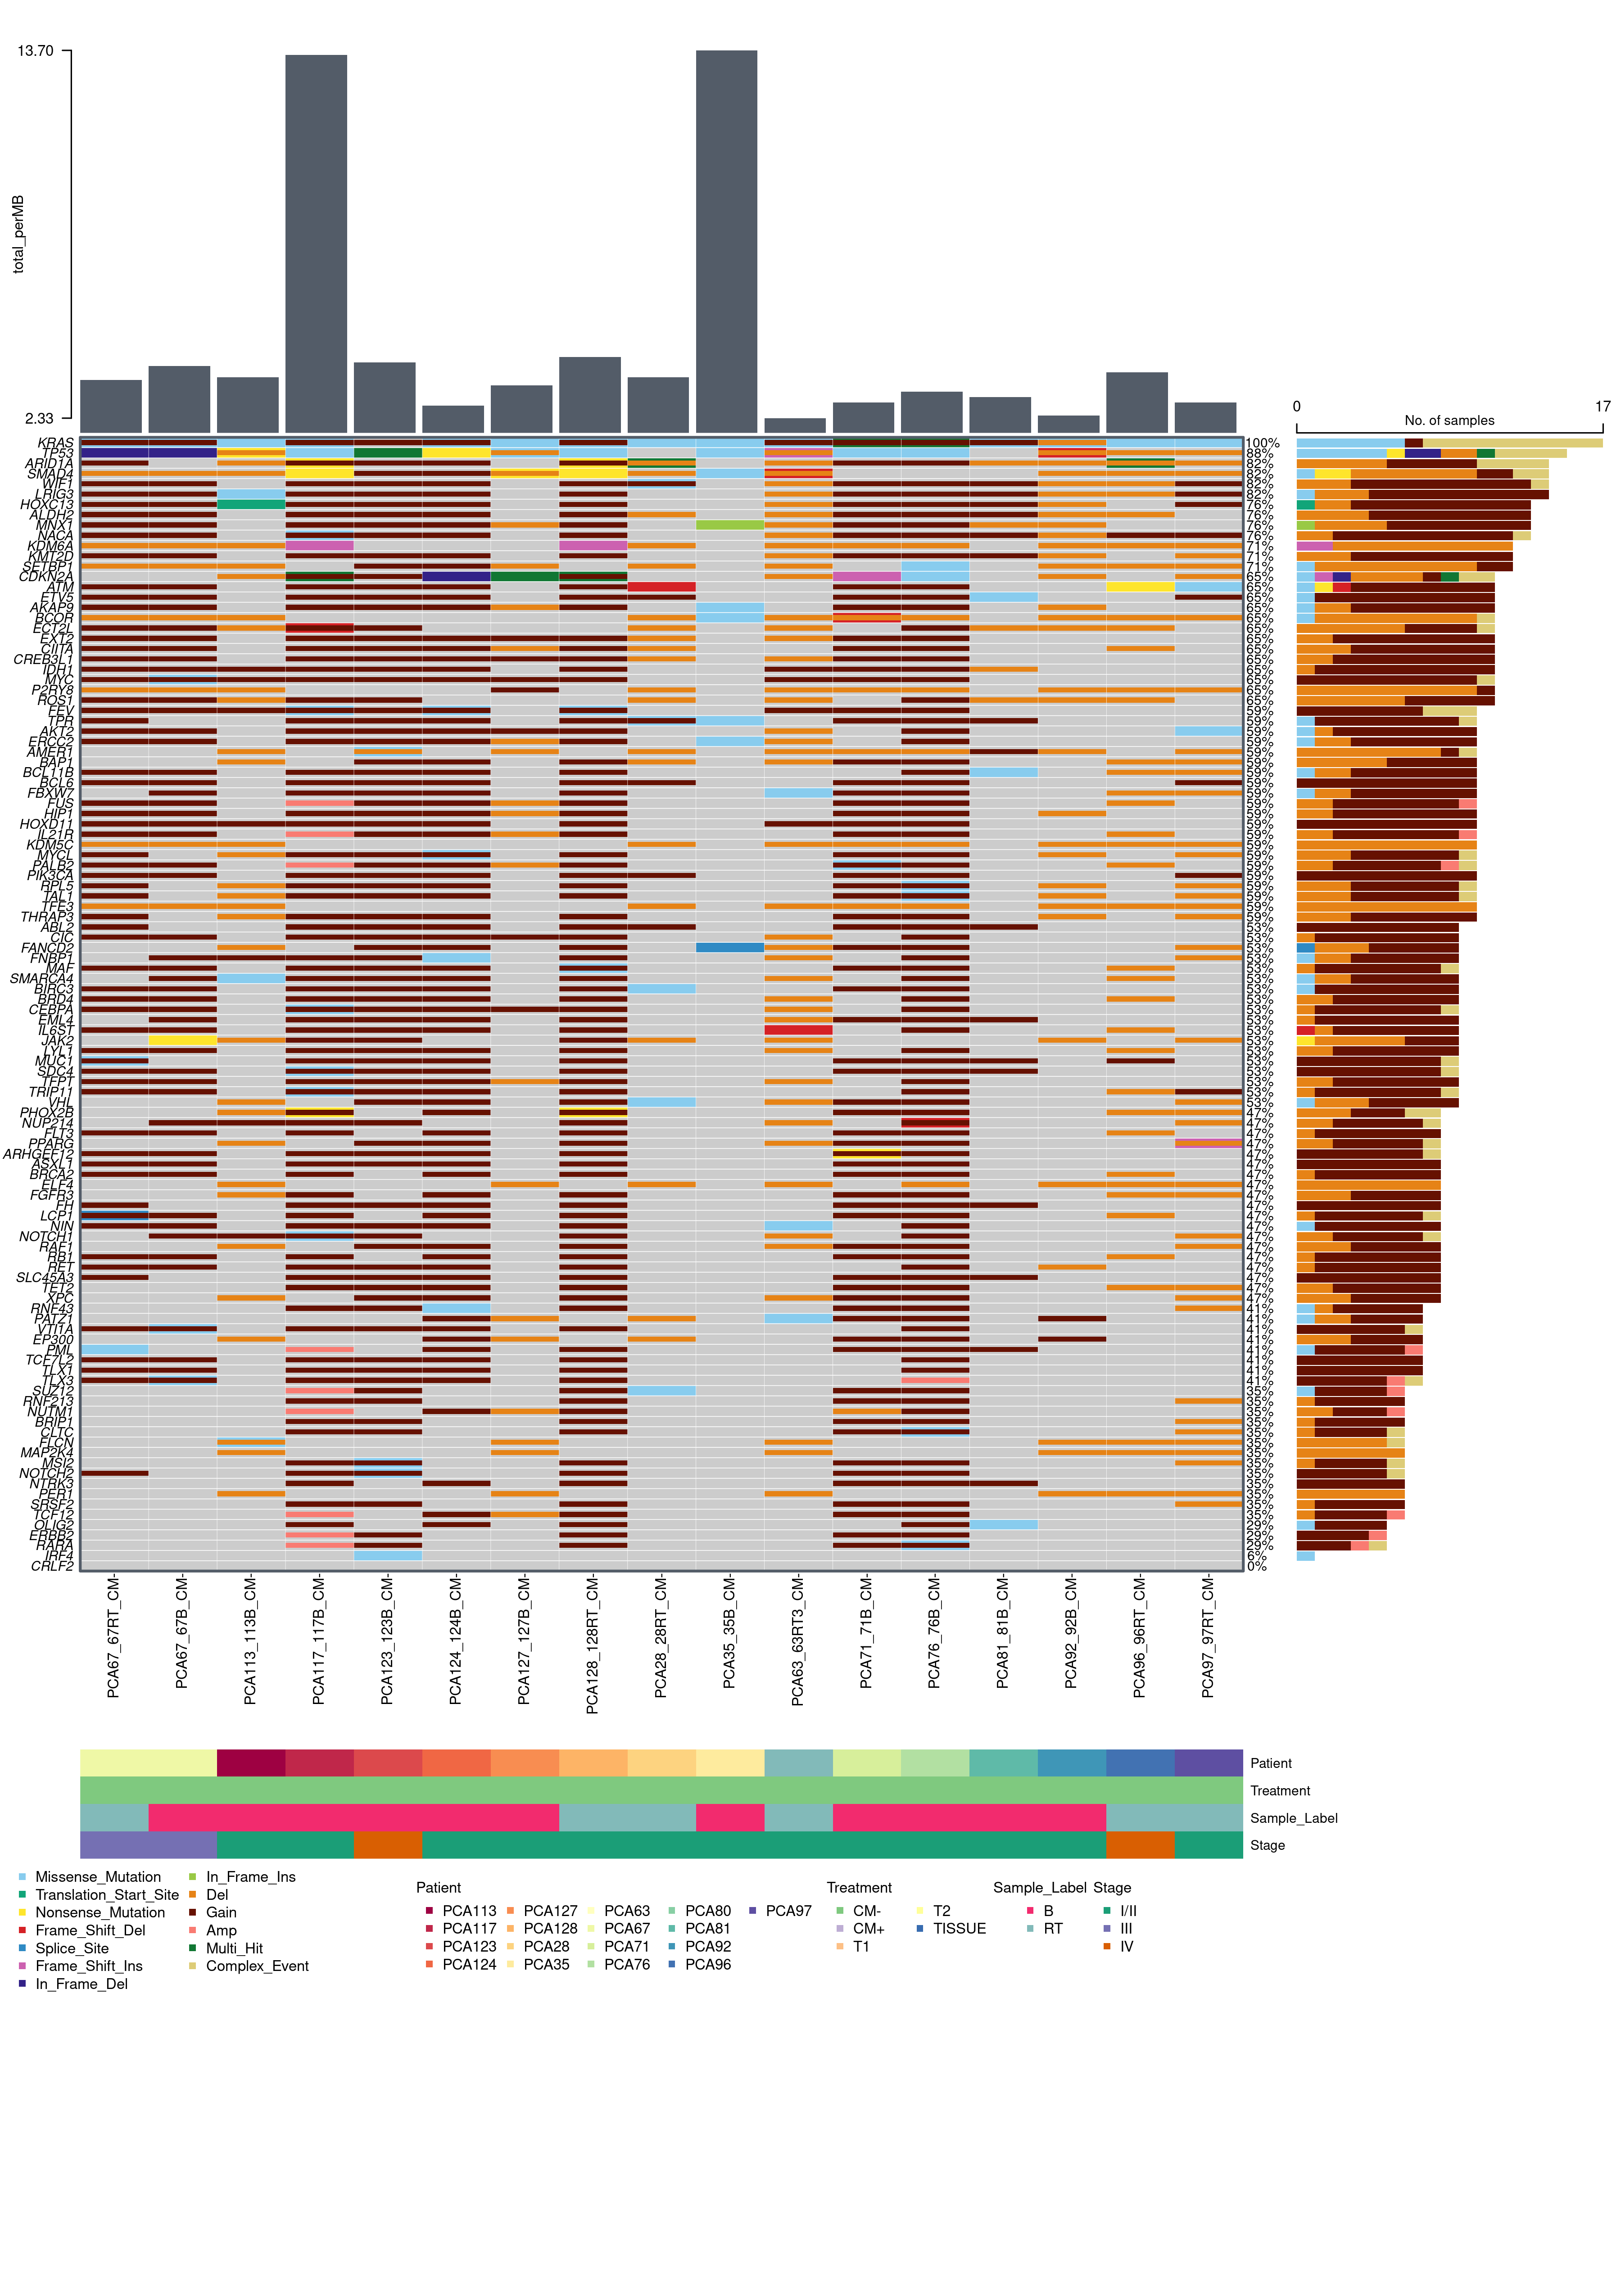 13.70
total_perMB
2.33
0 17
No. of samples
KRAS 100%
TP53 88%
ARID1A 82%
SMAD4 82%
WIF1 82%
LRIG3 82%
HOXC13 76%
ALDH2 76%
MNX1 76%
NACA 76%
KDM6A 71%
KMT2D 71%
SETBP1 71%
CDKN2A 65%
ATM 65%
ETV5 65%
AKAP9 65%
BCOR 65%
ECT2L 65%
EXT2 65%
CIITA 65%
CREB3L1 65%
IDH1 65%
MYC 65%
P2RY8 65%
ROS1 65%
FEV 59%
TPR 59%
AKT2 59%
ERCC2 59%
AMER1 59%
BAP1 59%
BCL11B 59%
BCL6 59%
FBXW7 59%
FUS 59%
HIP1 59%
HOXD11 59%
IL21R 59%
KDM5C 59%
MYCL 59%
PALB2 59%
PIK3CA 59%
RPL5 59%
TAL1 59%
TFE3 59%
THRAP3 59%
ABL2 53%
CIC 53%
FANCD2 53%
FNBP1 53%
MAF 53%
SMARCA4 53%
BIRC3 53%
BRD4 53%
CEBPA 53%
EML4 53%
IL6ST 53%
JAK2 53%
LYL1 53%
MUC1 53%
SDC4 53%
TFPT 53%
TRIP11 53%
VHL 53%
PHOX2B 47%
NUP214 47%
FLT3 47%
PPARG 47%
ARHGEF12 47%
ASXL1 47%
BRCA2 47%
ELF4 47%
FGFR3 47%
FH 47%
LCP1 47%
NIN 47%
NOTCH1 47%
RAF1 47%
RB1 47%
RET 47%
SLC45A3 47%
TET2 47%
XPC 47%
RNF43 41%
PATZ1 41%
VTI1A 41%
EP300 41%
PML 41%
TCF7L2 41%
TLX1 41%
TLX3 41%
SUZ12 35%
RNF213 35%
NUTM1 35%
BRIP1 35%
CLTC 35%
FLCN 35%
MAP2K4 35%
MSI2 35%
NOTCH2 35%
NTRK3 35%
PER1 35%
SRSF2 35%
TCF12 35%
OLIG2 29%
ERBB2 29%
RARA 29%
IRF4 6%
CRLF2 0%
PCA67_67RT_CM-
PCA67_67B_CM-
PCA113_113B_CM-
PCA117_117B_CM-
PCA123_123B_CM-
PCA124_124B_CM-
PCA127_127B_CM-
PCA128_128RT_CM-
PCA28_28RT_CM-
PCA35_35B_CM-
PCA63_63RT3_CM-
PCA71_71B_CM-
PCA76_76B_CM-
PCA81_81B_CM-
PCA92_92B_CM-
PCA96_96RT_CM-
PCA97_97RT_CM-
Patient
Treatment
Sample_Label
Stage
Missense_Mutation
Translation_Start_Site
Nonsense_Mutation
Frame_Shift_Del
Splice_Site
Frame_Shift_Ins
In_Frame_Del
In_Frame_Ins
Del
Gain
Amp
Multi_Hit
Complex_Event
Patient
PCA113
PCA117
PCA123
PCA124
PCA127
PCA128
PCA28
PCA35
PCA63
PCA67
PCA71
PCA76
PCA80
PCA81
PCA92
PCA96
PCA97
Treatment
CM-
CM+
T1
T2
TISSUE
Sample_Label
B
RT
Stage
I/II
III
IV